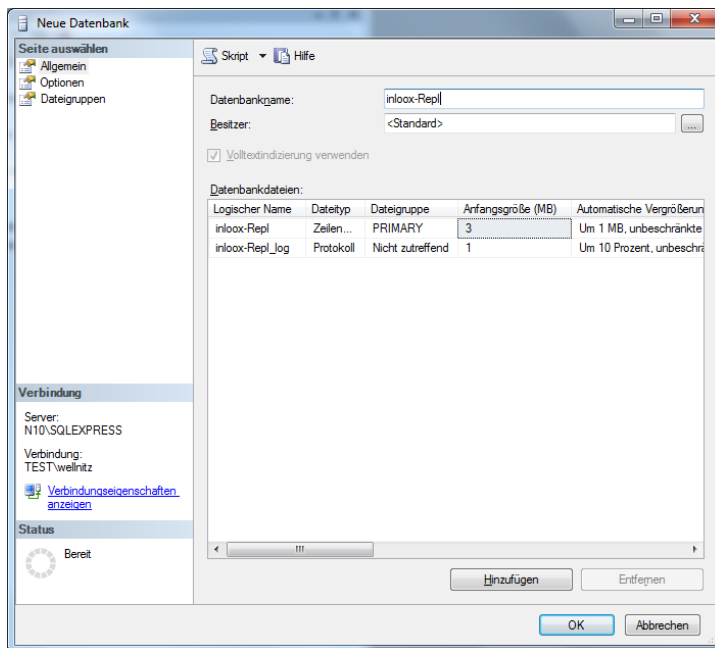 Neue Datenbank
Seite auswählen
Allgemein
Optionen
Dateigruppen
Skript
Hilfe
Datenbankname:
inloox-Repl
Besitzer:
<Standard>
...
Volltextindizierung verwenden
Datenbankdateien:
Logischer Name Dateityp Dateigruppe Anfangsgröße (MB) Automatische Vergrößerun
inloox-Repl Zeilen... PRIMARY 3 Um 1 MB, unbeschränkte
inloox-Repl_log Protokoll Nicht zutreffend 1 Um 10 Prozent, unbeschrä
Verbindung
Server:
N10\SQLEXPRESS
Verbindung:
TEST\wellnitz
Verbindungseigenschaften
anzeigen
Status
Bereit
Hinzufügen
Entfernen
OK
Abbrechen